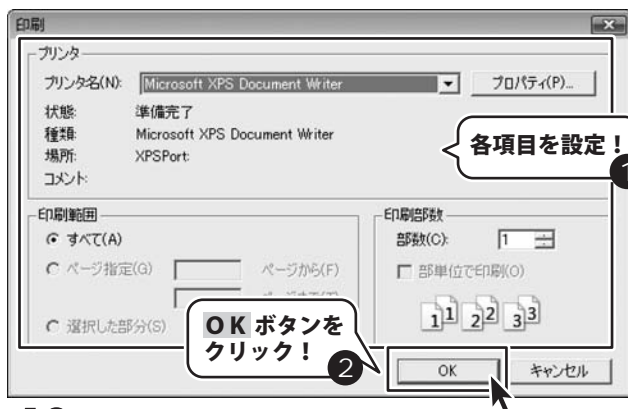 印刷
プリンタ
プリンタ名(N): Microsoft XPS Document Writer プロパティ(P)...
状態: 準備完了
種類: Microsoft XPS Document Writer
場所: XPSPort:
コメント:
各項目を設定！
1
印刷範囲
すべて(A)
ページ指定(G) ページから(F)
選択した部分(S)
印刷部数
部数(C): 1
部単位で印刷(O)
11 22 33
OK ボタンを
クリック！
2
OK キャンセル